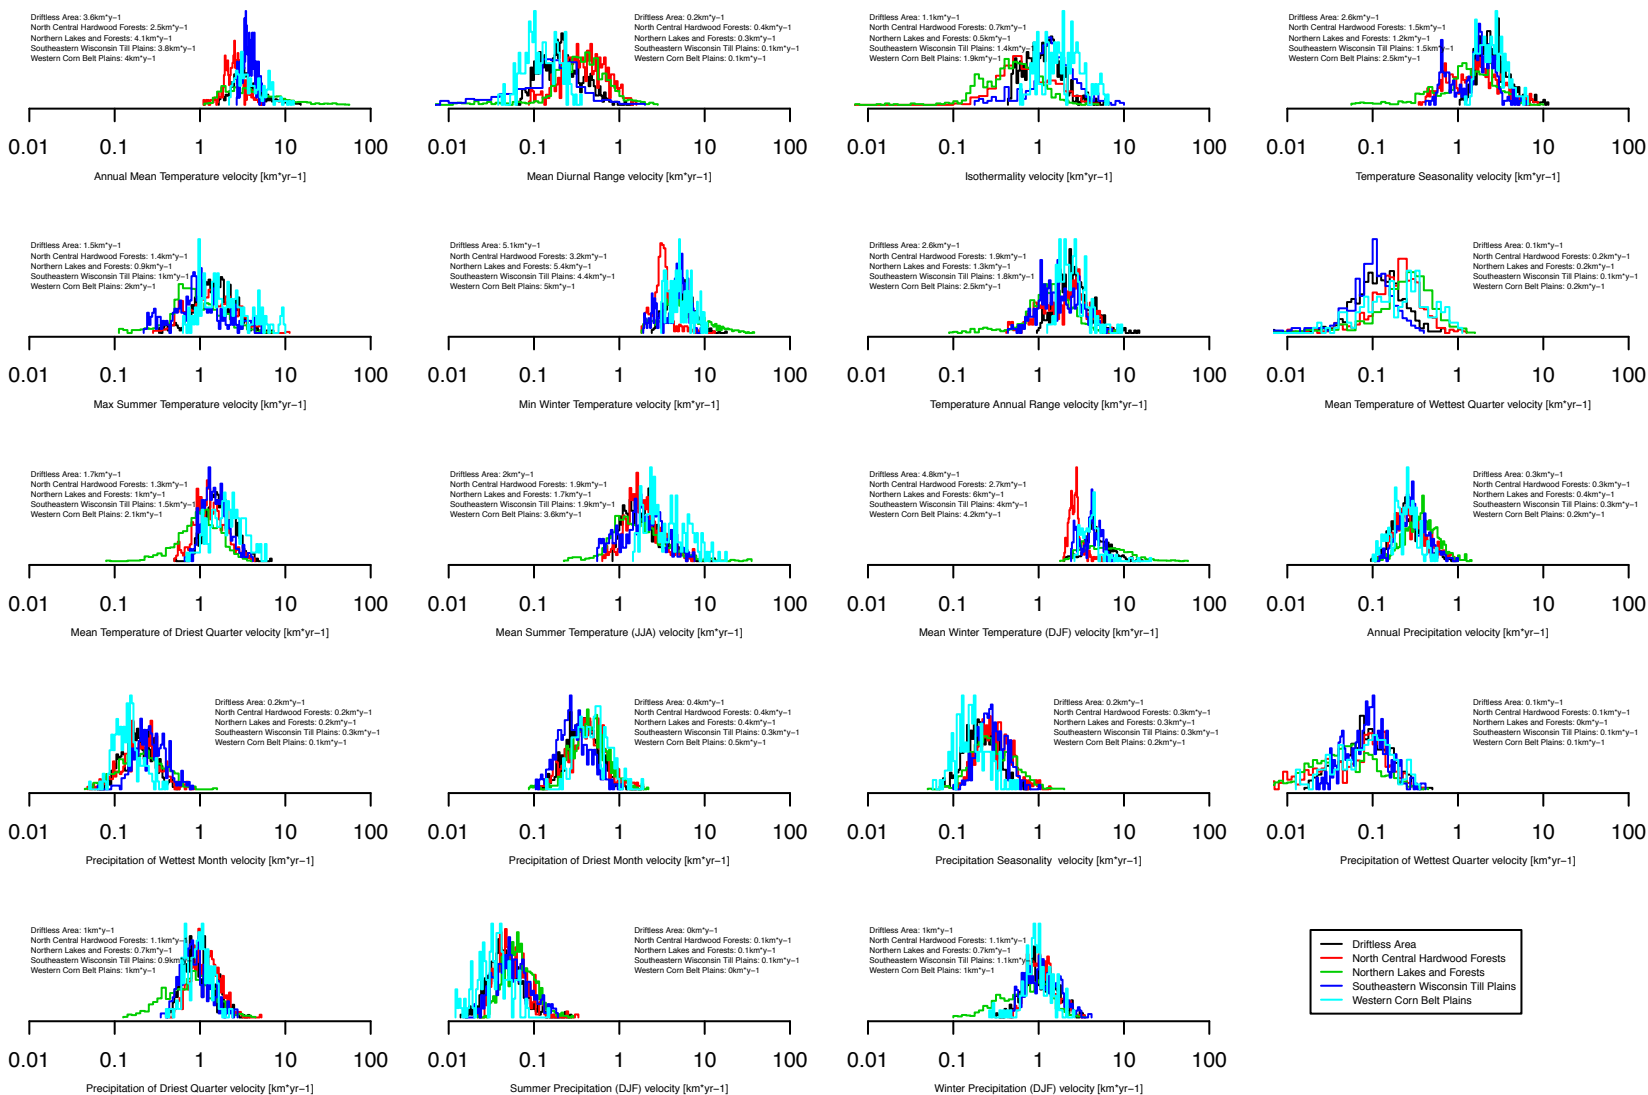 Driftless Area: 3.6km*y−1
North Central Hardwood Forests: 2.5km*y−1
Northern Lakes and Forests: 4.1km*y−1
Southeastern Wisconsin Till Plains: 3.8km*y−1
Western Corn Belt Plains: 4km*y−1
0.01 0.1 1 10 100
Annual Mean Temperature velocity [km*yr−1]
Driftless Area: 0.2km*y−1
North Central Hardwood Forests: 0.4km*y−1
Northern Lakes and Forests: 0.3km*y−1
Southeastern Wisconsin Till Plains: 0.1km*y−1
Western Corn Belt Plains: 0.1km*y−1
0.01 0.1 1 10 100
Mean Diurnal Range velocity [km*yr−1]
Driftless Area: 1.1km*y−1
North Central Hardwood Forests: 0.7km*y−1
Northern Lakes and Forests: 0.5km*y−1
Southeastern Wisconsin Till Plains: 1.4km*y−1
Western Corn Belt Plains: 1.9km*y−1
0.01 0.1 1 10 100
Isothermality velocity [km*yr−1]
Driftless Area: 2.6km*y−1
North Central Hardwood Forests: 1.5km*y−1
Northern Lakes and Forests: 1.2km*y−1
Southeastern Wisconsin Till Plains: 1.5km*y−1
Western Corn Belt Plains: 2.5km*y−1
0.01 0.1 1 10 100
Temperature Seasonality velocity [km*yr−1]
Driftless Area: 1.5km*y−1
North Central Hardwood Forests: 1.4km*y−1
Northern Lakes and Forests: 0.9km*y−1
Southeastern Wisconsin Till Plains: 1km*y−1
Western Corn Belt Plains: 2km*y−1
0.01 0.1 1 10 100
Max Summer Temperature velocity [km*yr−1]
Driftless Area: 5.1km*y−1
North Central Hardwood Forests: 3.2km*y−1
Northern Lakes and Forests: 5.4km*y−1
Southeastern Wisconsin Till Plains: 4.4km*y−1
Western Corn Belt Plains: 5km*y−1
0.01 0.1 1 10 100
Min Winter Temperature velocity [km*yr−1]
Driftless Area: 2.6km*y−1
North Central Hardwood Forests: 1.9km*y−1
Northern Lakes and Forests: 1.3km*y−1
Southeastern Wisconsin Till Plains: 1.8km*y−1
Western Corn Belt Plains: 2.5km*y−1
0.01 0.1 1 10 100
Temperature Annual Range velocity [km*yr−1]
Driftless Area: 0.1km*y−1
North Central Hardwood Forests: 0.2km*y−1
Northern Lakes and Forests: 0.2km*y−1
Southeastern Wisconsin Till Plains: 0.1km*y−1
Western Corn Belt Plains: 0.2km*y−1
0.01 0.1 1 10 100
Mean Temperature of Wettest Quarter velocity [km*yr−1]
Driftless Area: 1.7km*y−1
North Central Hardwood Forests: 1.3km*y−1
Northern Lakes and Forests: 1km*y−1
Southeastern Wisconsin Till Plains: 1.5km*y−1
Western Corn Belt Plains: 2.1km*y−1
0.01 0.1 1 10 100
Mean Temperature of Driest Quarter velocity [km*yr−1]
Driftless Area: 2km*y−1
North Central Hardwood Forests: 1.9km*y−1
Northern Lakes and Forests: 1.7km*y−1
Southeastern Wisconsin Till Plains: 1.9km*y−1
Western Corn Belt Plains: 3.6km*y−1
0.01 0.1 1 10 100
Mean Summer Temperature (JJA) velocity [km*yr−1]
Driftless Area: 4.8km*y−1
North Central Hardwood Forests: 2.7km*y−1
Northern Lakes and Forests: 6km*y−1
Southeastern Wisconsin Till Plains: 4km*y−1
Western Corn Belt Plains: 4.2km*y−1
0.01 0.1 1 10 100
Mean Winter Temperature (DJF) velocity [km*yr−1]
Driftless Area: 0.3km*y−1
North Central Hardwood Forests: 0.3km*y−1
Northern Lakes and Forests: 0.4km*y−1
Southeastern Wisconsin Till Plains: 0.3km*y−1
Western Corn Belt Plains: 0.2km*y−1
0.01 0.1 1 10 100
Annual Precipitation velocity [km*yr−1]
Driftless Area: 0.2km*y−1
North Central Hardwood Forests: 0.2km*y−1
Northern Lakes and Forests: 0.2km*y−1
Southeastern Wisconsin Till Plains: 0.3km*y−1
Western Corn Belt Plains: 0.1km*y−1
0.01 0.1 1 10 100
Precipitation of Wettest Month velocity [km*yr−1]
Driftless Area: 0.4km*y−1
North Central Hardwood Forests: 0.4km*y−1
Northern Lakes and Forests: 0.4km*y−1
Southeastern Wisconsin Till Plains: 0.3km*y−1
Western Corn Belt Plains: 0.5km*y−1
0.01 0.1 1 10 100
Precipitation of Driest Month velocity [km*yr−1]
Driftless Area: 0.2km*y−1
North Central Hardwood Forests: 0.3km*y−1
Northern Lakes and Forests: 0.3km*y−1
Southeastern Wisconsin Till Plains: 0.3km*y−1
Western Corn Belt Plains: 0.2km*y−1
0.01 0.1 1 10 100
Precipitation Seasonality velocity [km*yr−1]
Driftless Area: 0.1km*y−1
North Central Hardwood Forests: 0.1km*y−1
Northern Lakes and Forests: 0km*y−1
Southeastern Wisconsin Till Plains: 0.1km*y−1
Western Corn Belt Plains: 0.1km*y−1
0.01 0.1 1 10 100
Precipitation of Wettest Quarter velocity [km*yr−1]
Driftless Area: 1km*y−1
North Central Hardwood Forests: 1.1km*y−1
Northern Lakes and Forests: 0.7km*y−1
Southeastern Wisconsin Till Plains: 0.9km*y−1
Western Corn Belt Plains: 1km*y−1
0.01 0.1 1 10 100
Precipitation of Driest Quarter velocity [km*yr−1]
Driftless Area: 0km*y−1
North Central Hardwood Forests: 0.1km*y−1
Northern Lakes and Forests: 0.1km*y−1
Southeastern Wisconsin Till Plains: 0.1km*y−1
Western Corn Belt Plains: 0km*y−1
0.01 0.1 1 10 100
Summer Precipitation (DJF) velocity [km*yr−1]
Driftless Area: 1km*y−1
North Central Hardwood Forests: 1.1km*y−1
Northern Lakes and Forests: 0.7km*y−1
Southeastern Wisconsin Till Plains: 1.1km*y−1
Western Corn Belt Plains: 1km*y−1
0.01 0.1 1 10 100
Winter Precipitation (DJF) velocity [km*yr−1]
Driftless Area
North Central Hardwood Forests
Northern Lakes and Forests
Southeastern Wisconsin Till Plains
Western Corn Belt Plains